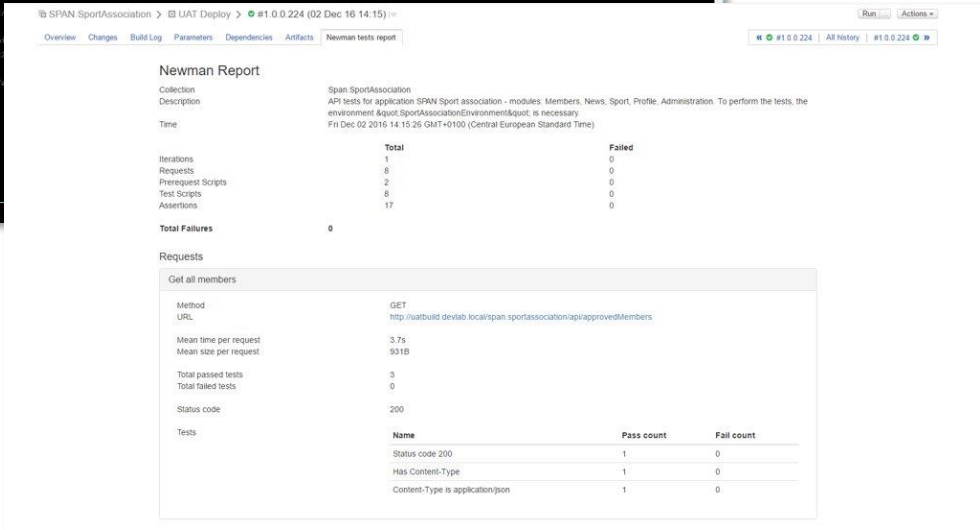 SPAN.SportAssociation > UAT Deploy > #1.0.0.224 (02 Dec 16 14:15)
Run ... Actions
Overview Changes Build Log Parameters Dependencies Artifacts Newman tests report
#1.0.0.224 | All history | #1.0.0.224
Newman Report
Collection Span.SportAssociation
Description API tests for application SPAN Sport association - modules: Members, News, Sport, Profile, Administration. To perform the tests, the
environment &quot;SportAssociationEnvironment&quot; is necessary.
Time Fri Dec 02 2016 14:15:26 GMT+0100 (Central European Standard Time)
Total Failed
Iterations 1 0
Requests 8 0
Prerequest Scripts 2 0
Test Scripts 8 0
Assertions 17 0
Total Failures 0
Requests
Get all members
Method GET
URL http://uatbuild.devlab.local/span.sportassociation/api/approvedMembers
Mean time per request 3.7s
Mean size per request 931B
Total passed tests 3
Total failed tests 0
Status code 200
Tests Name Pass count Fail count
Status code 200 1 0
Has Content-Type 1 0
Content-Type is application/json 1 0